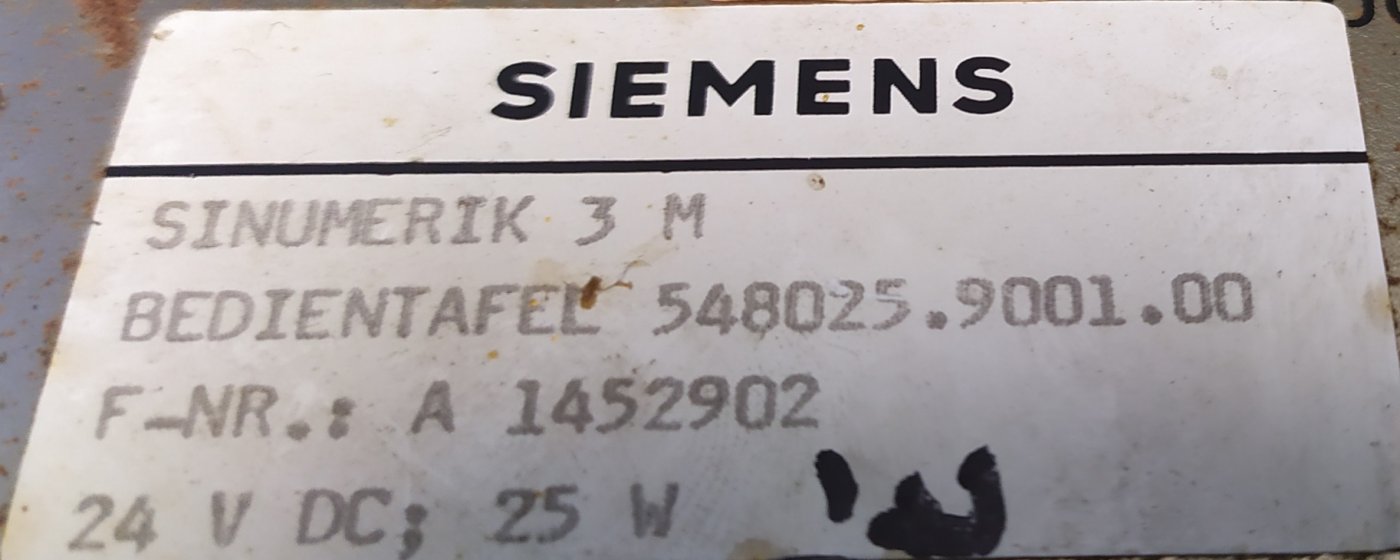 SIEMENS
SINUMERIK 3 M
BEDIENTAFEL 548025.9001.00
F-NR.: A 1452902
24 V DC; 25 W